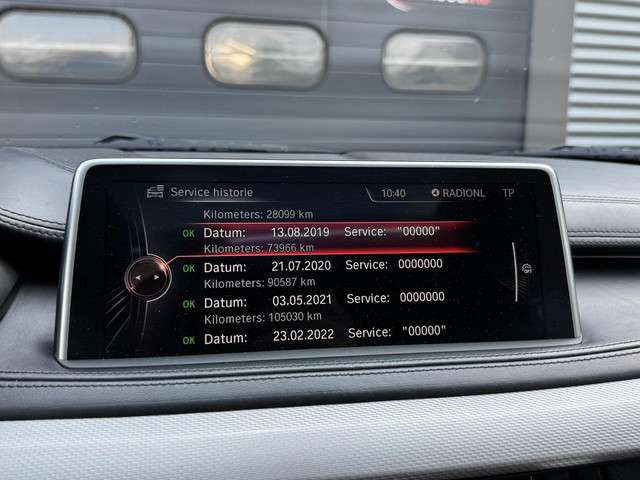 Service historie 10:40 RADIONL TP
Kilometers: 28099 km
OK Datum: 13.08.2019 Service: "00000"
Kilometers: 73966 km
OK Datum: 21.07.2020 Service: 0000000
Kilometers: 90587 km
OK Datum: 03.05.2021 Service: 0000000
Kilometers: 105030 km
OK Datum: 23.02.2022 Service: "00000"